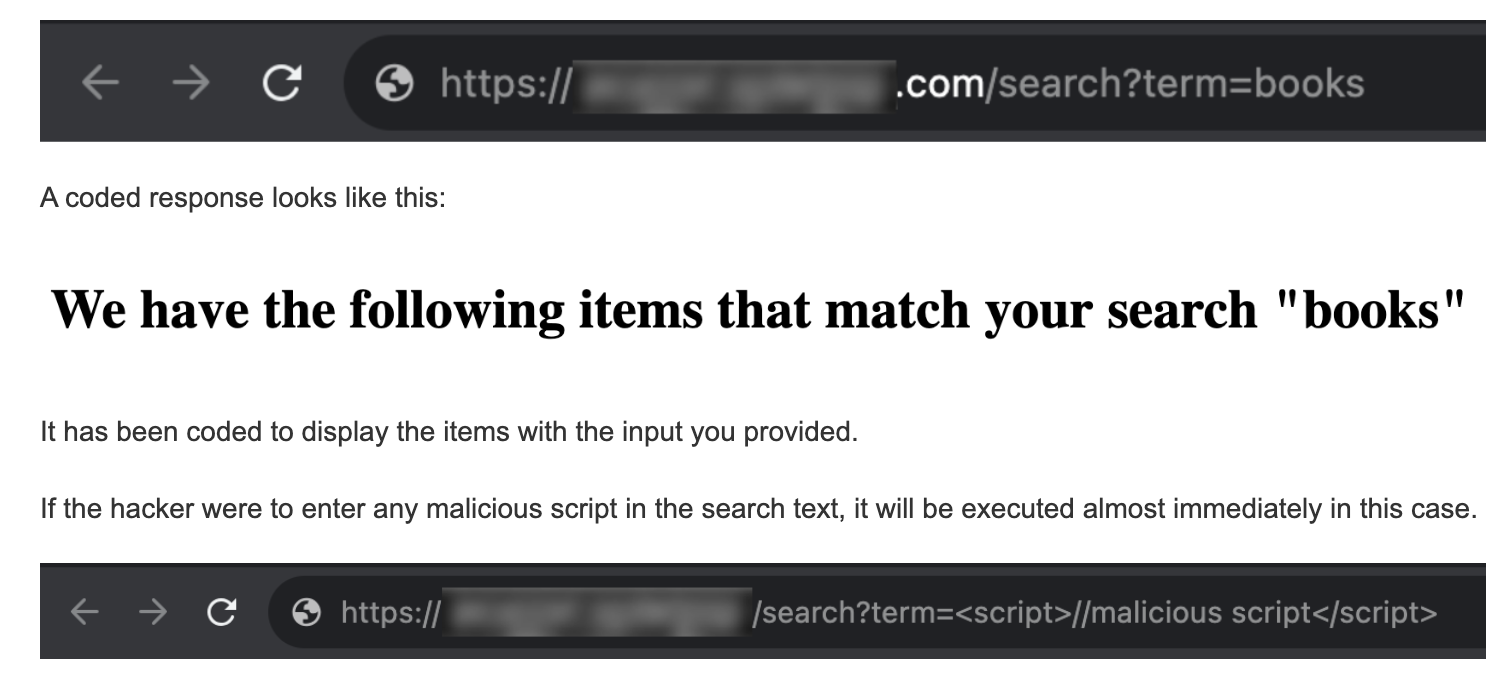 https:// .com/search?term=books
A coded response looks like this:
We have the following items that match your search "books"
It has been coded to display the items with the input you provided.
If the hacker were to enter any malicious script in the search text, it will be executed almost immediately in this case.
https:// /search?term=<script>//malicious script</script>